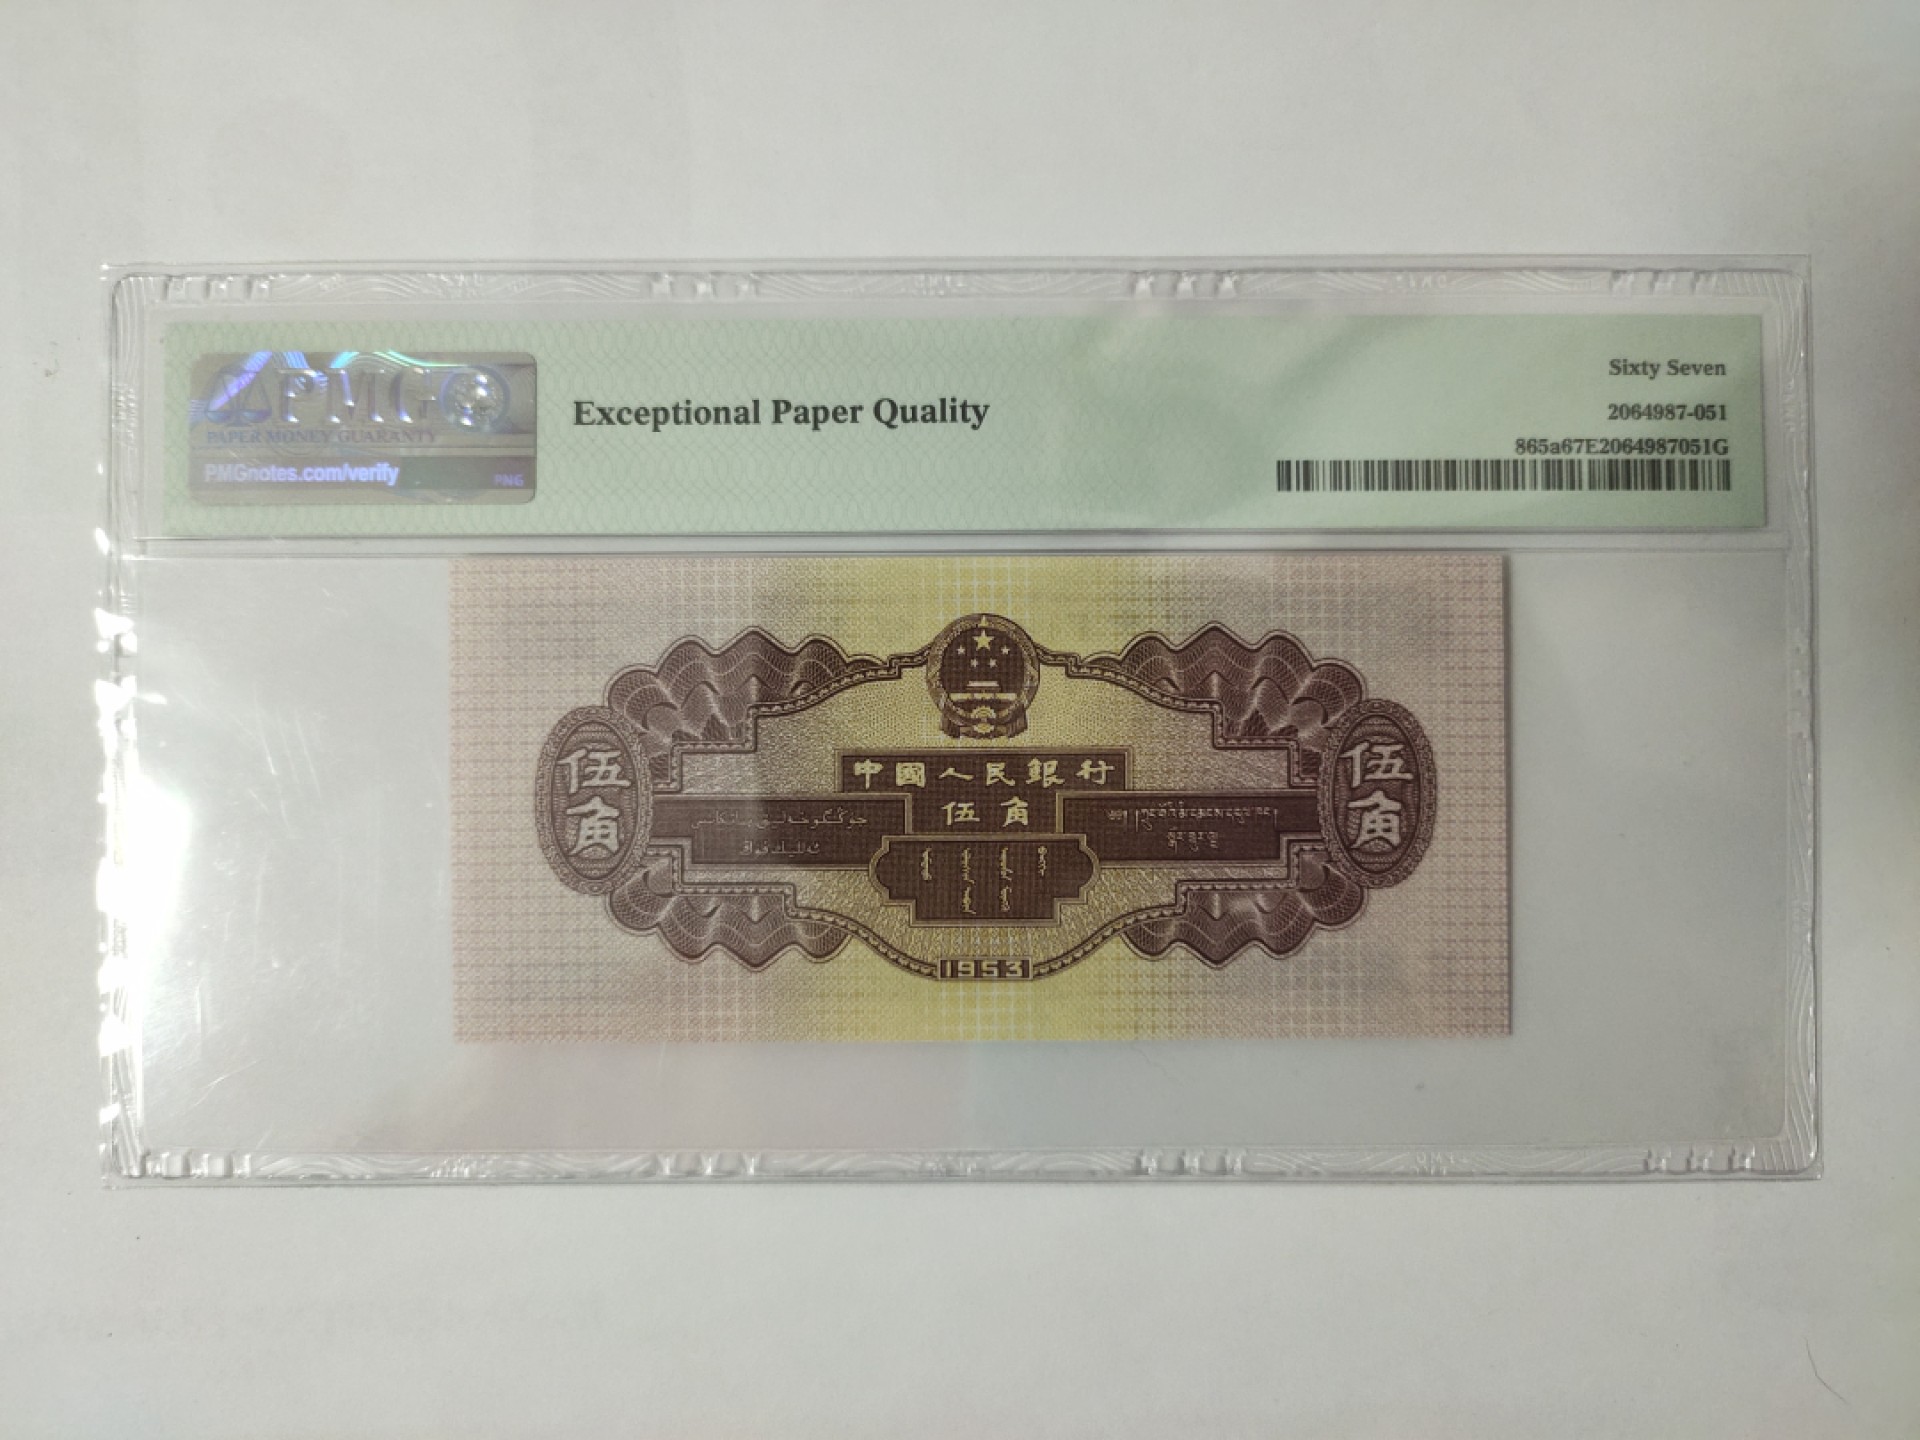 PMG
PAPER MONEY GUARANTY
PMGnotes.com/verify
PMG
Exceptional Paper Quality
Sixty Seven
2064987-051
865a67E2064987051G
中國人民銀行
伍角
伍角
伍角
1953